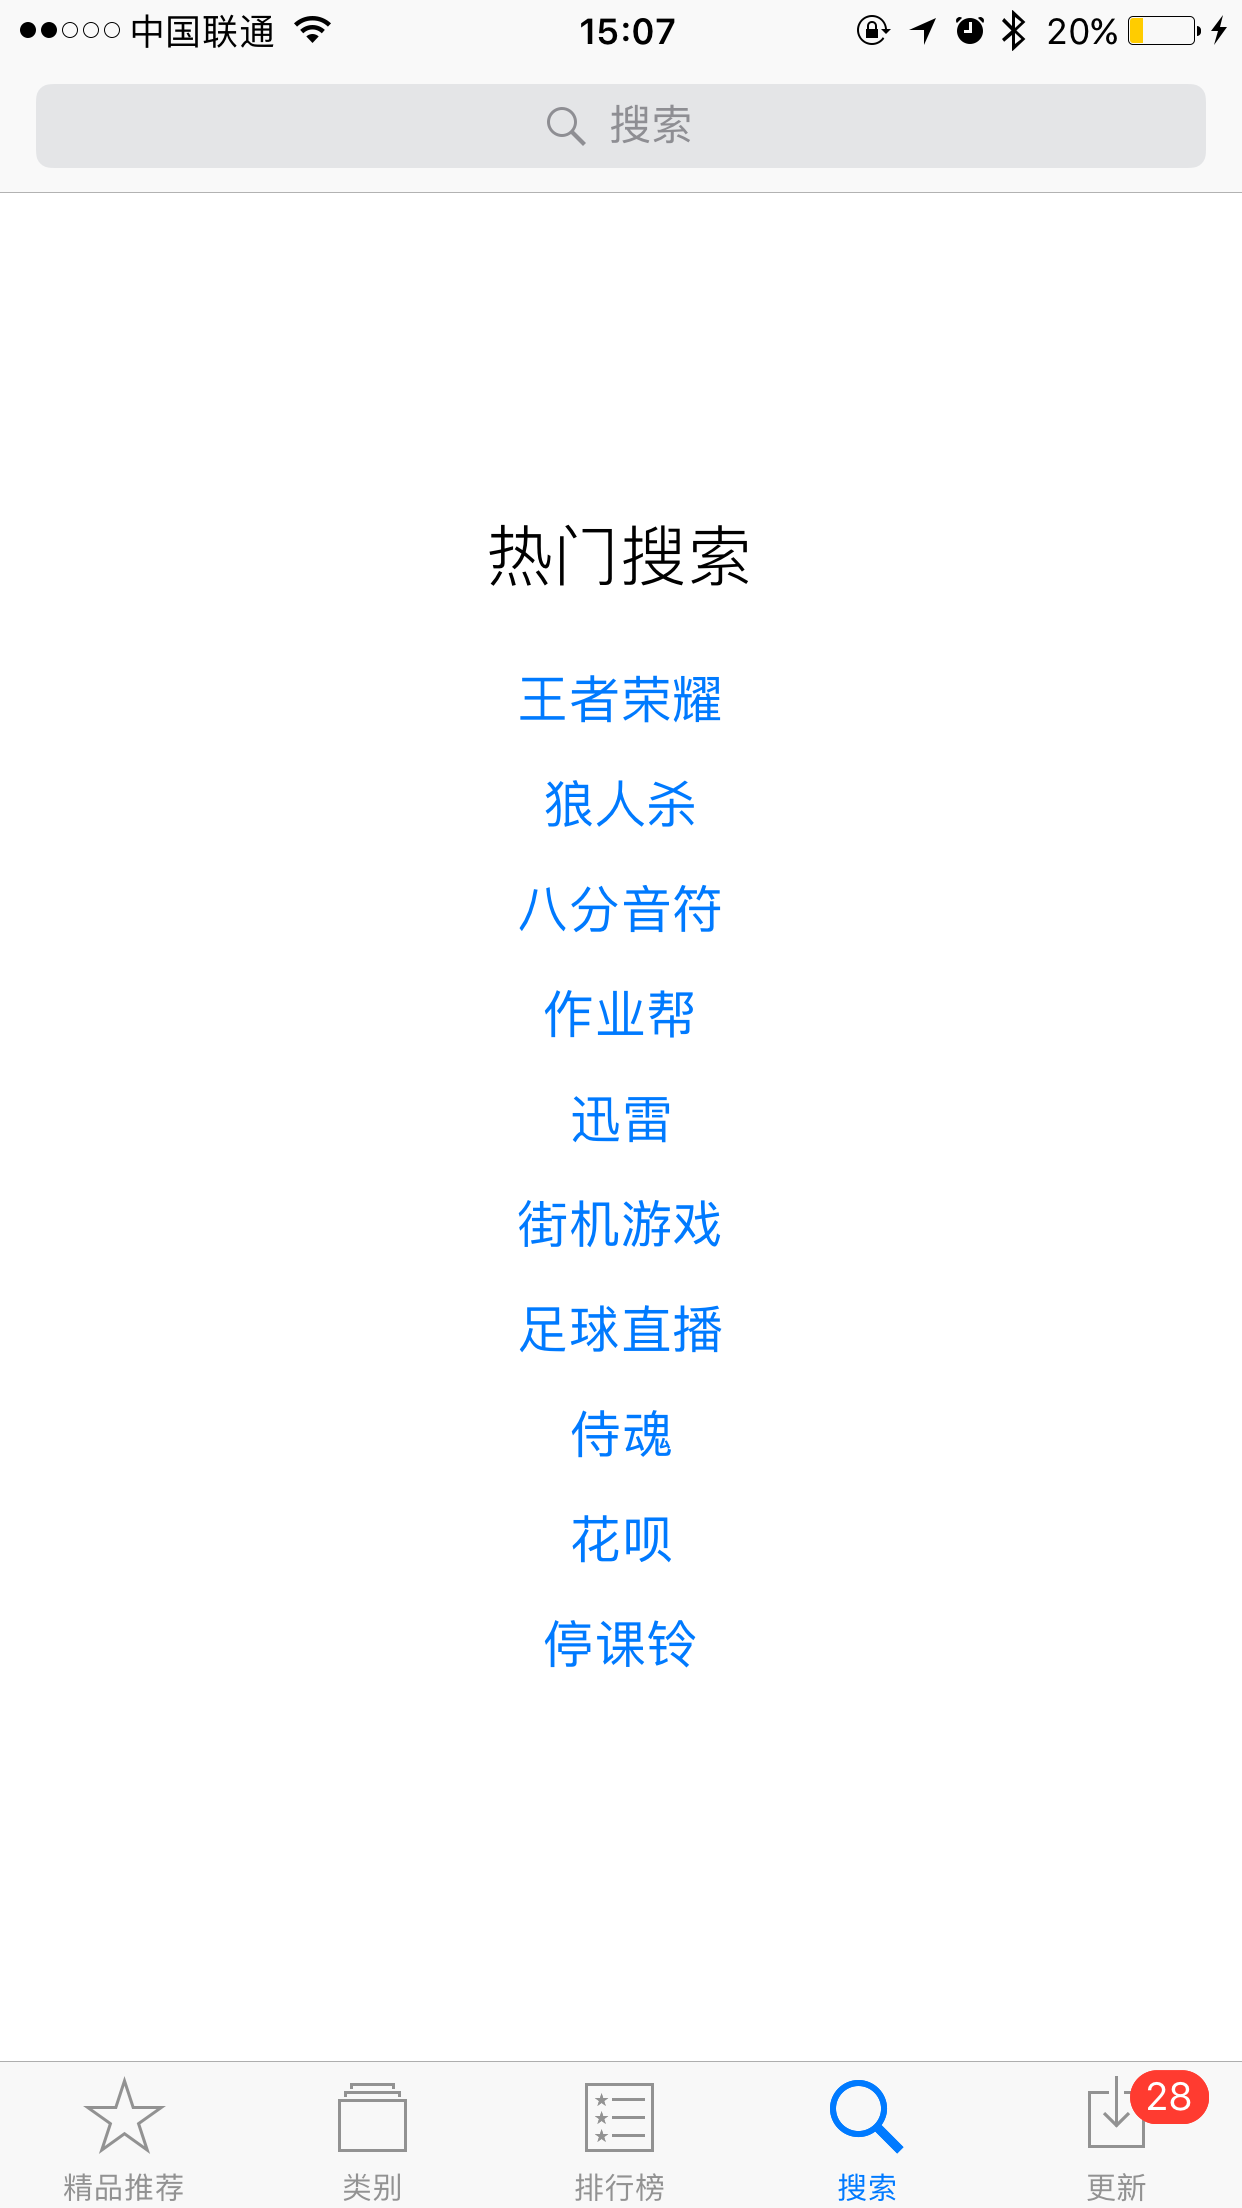 中国联通 15:07 20%
搜索
热门搜索
王者荣耀
狼人杀
八分音符
作业帮
迅雷
街机游戏
足球直播
侍魂
花呗
停课铃
28
精品推荐 类别 排行榜 搜索 更新